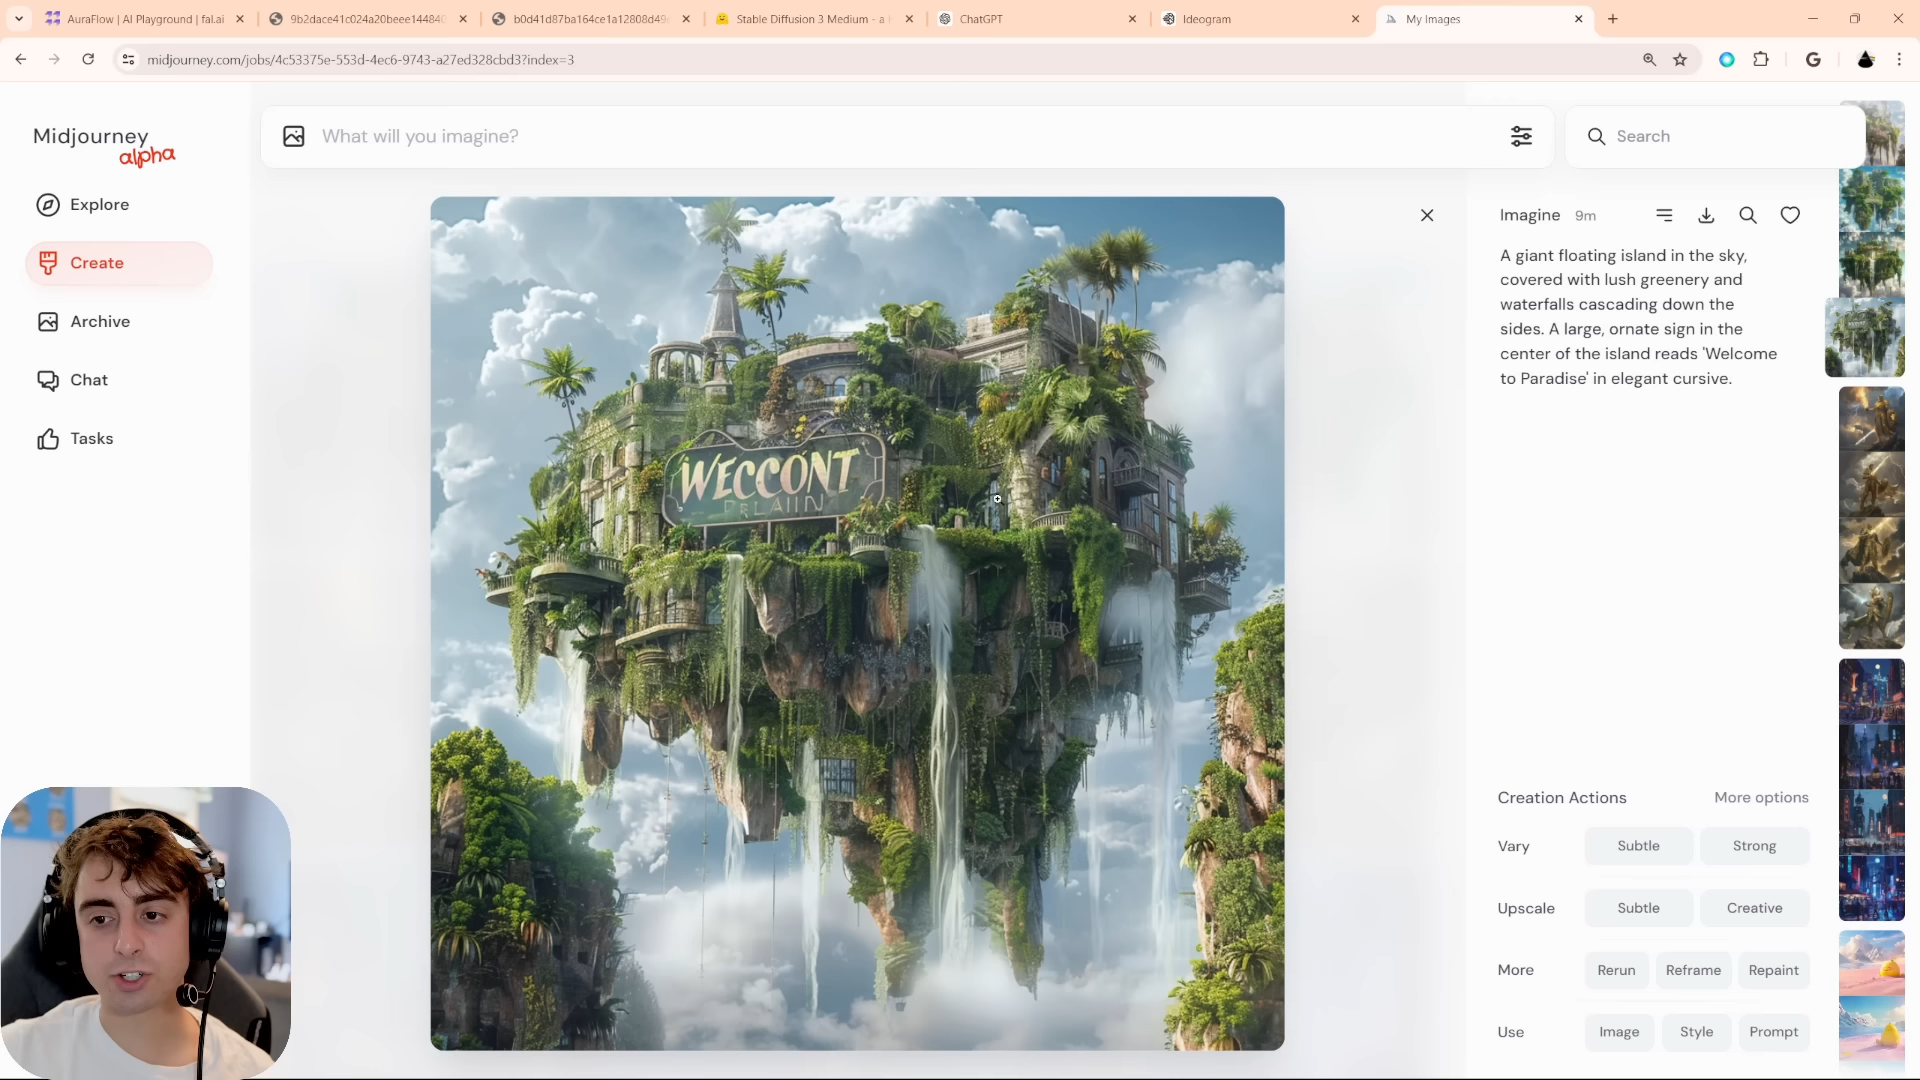 AuraFlow | AI Playground | fal.ai
9b2dace41c024a20beee14484
b0d41d87ba164ce1a12808d49
Stable Diffusion 3 Medium - a
ChatGPT
Ideogram
My Images
midjourney.com/jobs/4c53375e-553d-4ec6-9743-a27ed328cbd3?index=3
Midjourney
alpha
What will you imagine?
Search
Explore
Create
Archive
Chat
Tasks
WECCONT
Imagine 9m
A giant floating island in the sky,
covered with lush greenery and
waterfalls cascading down the
sides. A large, ornate sign in the
center of the island reads 'Welcome
to Paradise' in elegant cursive.
Creation Actions More options
Vary Subtle Strong
Upscale Subtle Creative
More Rerun Reframe Repaint
Use Image Style Prompt